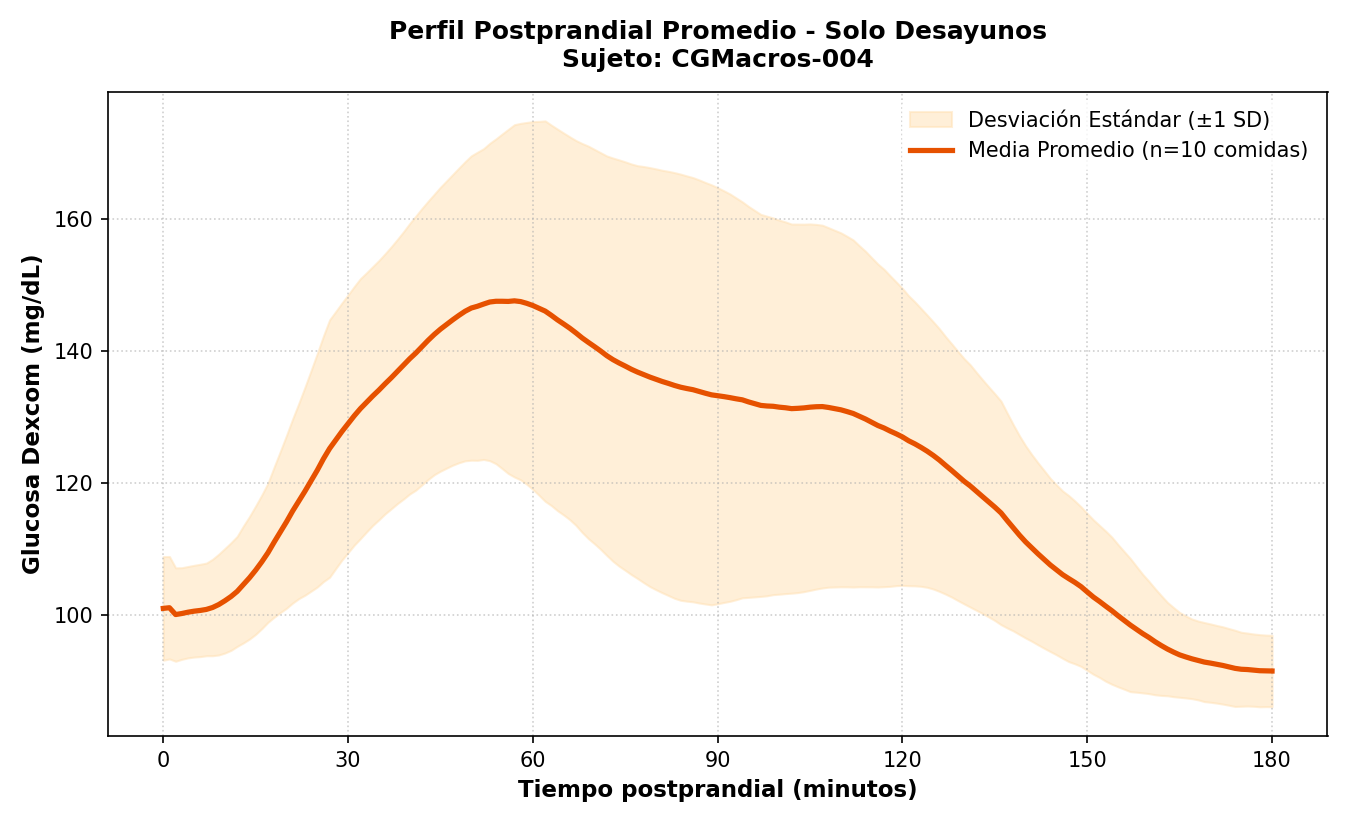 Perfil Postprandial Promedio - Solo Desayunos
Sujeto: CGMacros-004
Desviación Estándar (±1 SD)
Media Promedio (n=10 comidas)
Glucosa Dexcom (mg/dL)
160
140
120
100
0 30 60 90 120 150 180
Tiempo postprandial (minutos)